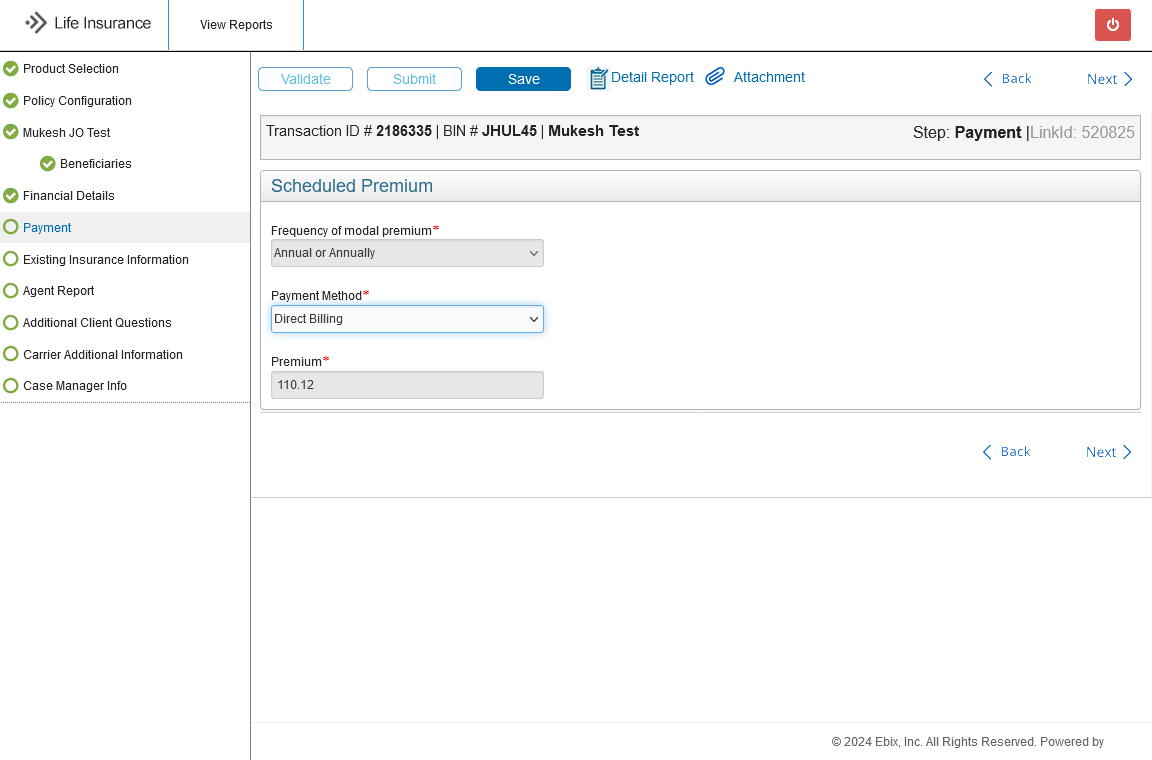 Life Insurance
View Reports
Product Selection
Policy Configuration
Mukesh JO Test
Beneficiaries
Financial Details
Payment
Existing Insurance Information
Agent Report
Additional Client Questions
Carrier Additional Information
Case Manager Info
Validate
Submit
Save
Detail Report
Attachment
Back
Next
Transaction ID # 2186335 | BIN # JHUL45 | Mukesh Test
Step: Payment |LinkId: 520825
Scheduled Premium
Frequency of modal premium*
Annual or Annually
Payment Method*
Direct Billing
Premium*
110.12
Back
Next
© 2024 Ebix, Inc. All Rights Reserved. Powered by